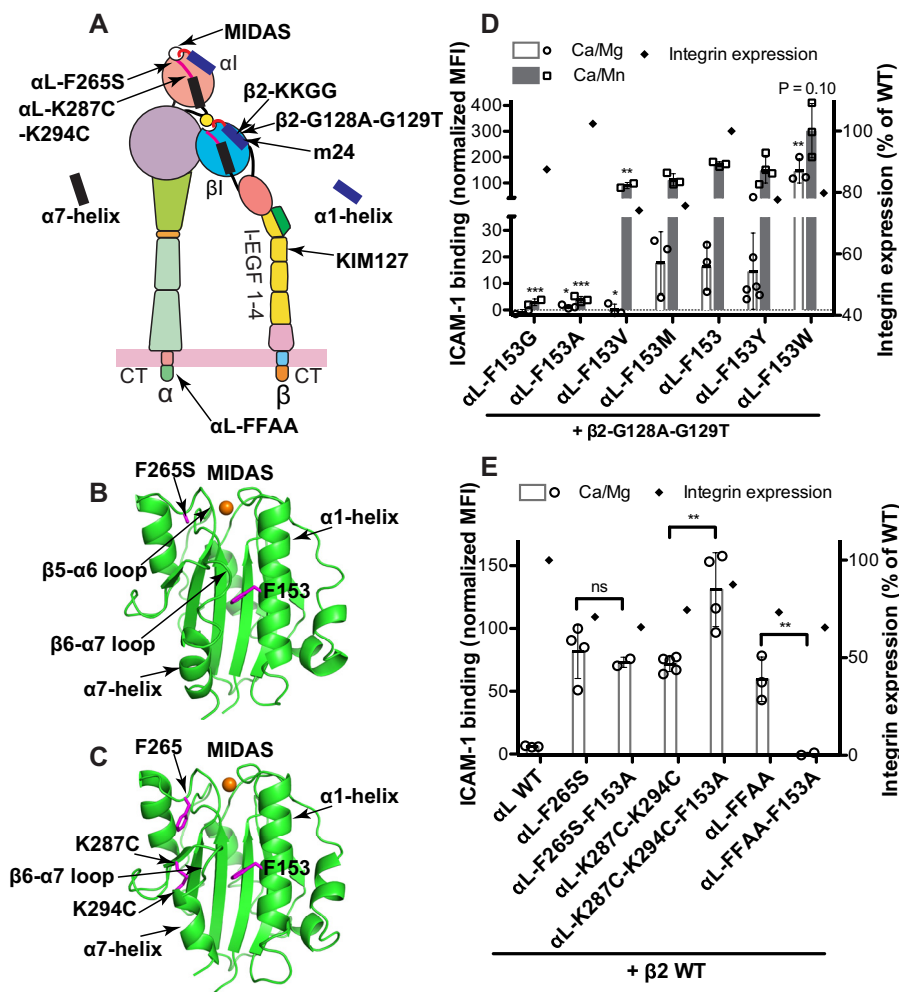 A
MIDAS
αL-F265S
αI
αL-K287C
-K294C
β2-KKGG
β2-G128A-G129T
m24
βI
α7-helix
α1-helix
I-EGF 1-4
KIM127
CT
CT
α
β
αL-FFAA
B
F265S
MIDAS
α1-helix
β5-α6 loop
F153
β6-α7 loop
α7-helix
C
F265
MIDAS
α1-helix
K287C
β6-α7 loop
F153
K294C
α7-helix
D
Ca/Mg
Integrin expression
Ca/Mn
P = 0.10
ICAM-1 binding (normalized MFI)
400
300
200
100
30
20
10
0
***
*
***
*
**
**
100
80
60
40
Integrin expression (% of WT)
αL-F153G
αL-F153A
αL-F153V
αL-F153M
αL-F153
αL-F153Y
αL-F153W
+ β2-G128A-G129T
E
Ca/Mg
Integrin expression
ICAM-1 binding (normalized MFI)
150
100
50
0
ns
**
**
100
50
0
Integrin expression (% of WT)
αL WT
αL-F265S
αL-F265S-F153A
αL-K287C-K294C
αL-K287C-K294C-F153A
αL-FFAA
αL-FFAA-F153A
+ β2 WT